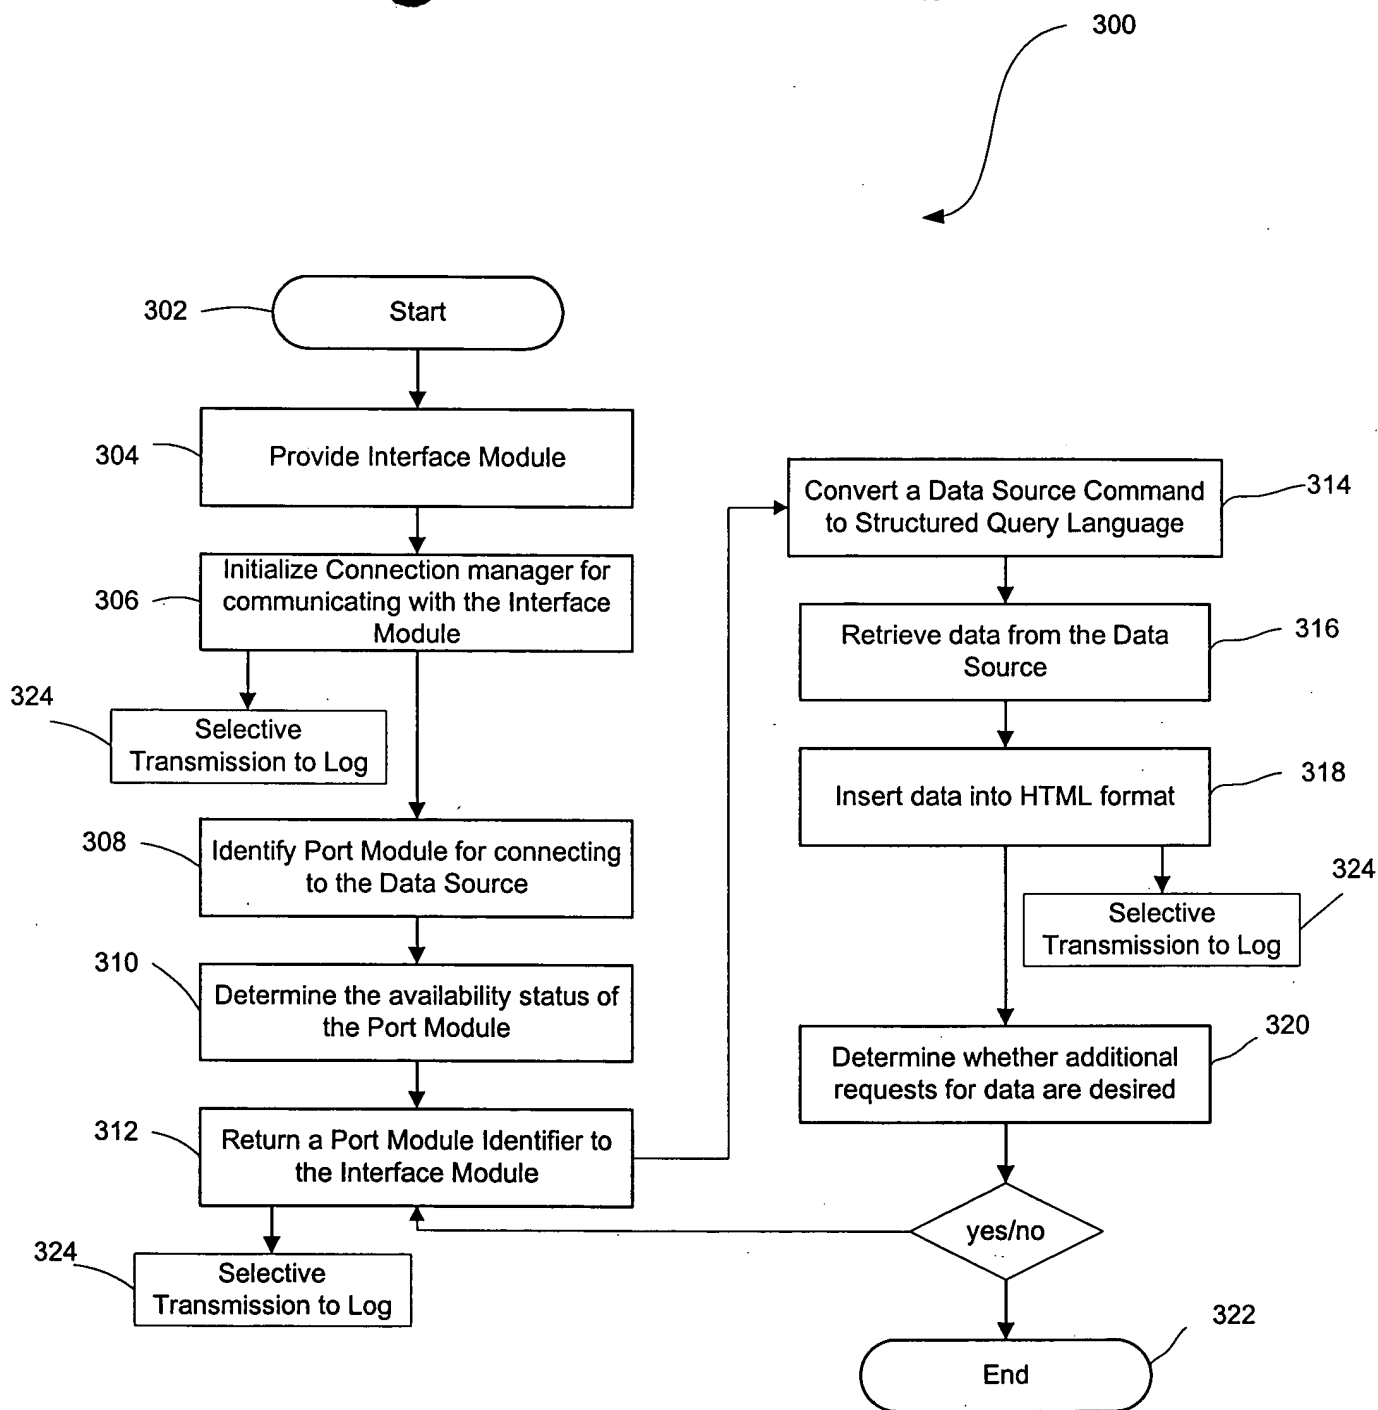 300
302
Start
304
Provide Interface Module
306
Initialize Connection manager for
communicating with the Interface
Module
324
Selective
Transmission to Log
308
Identify Port Module for connecting
to the Data Source
310
Determine the availability status of
the Port Module
312
Return a Port Module Identifier to
the Interface Module
324
Selective
Transmission to Log
314
Convert a Data Source Command
to Structured Query Language
316
Retrieve data from the Data
Source
318
Insert data into HTML format
324
Selective
Transmission to Log
320
Determine whether additional
requests for data are desired
yes/no
322
End